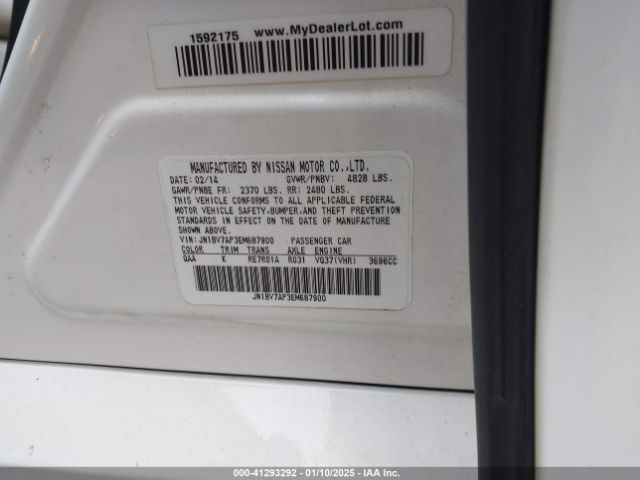 1592175 www.MyDealerLot.com
MANUFACTURED BY NISSAN MOTOR CO.,LTD.
DATE: 02/14 GVWR/PNBV: 4828 LBS.
GAWR/PNBE FR: 2370 LBS. RR: 2480 LBS.
THIS VEHICLE CONFORMS TO ALL APPLICABLE FEDERAL
MOTOR VEHICLE SAFETY,BUMPER,AND THEFT PREVENTION
STANDARDS IN EFFECT ON THE DATE OF MANUFACTURE
SHOWN ABOVE.
VIN: JN1BV7AP3EM687900 PASSENGER CAR
COLOR TRIM TRANS AXLE ENGINE
QAA K RE7R01A RG31 VQ37(VHR) 3696CC
JN1BV7AP3EM687900
000-41293292 - 01/10/2025 - IAA Inc.